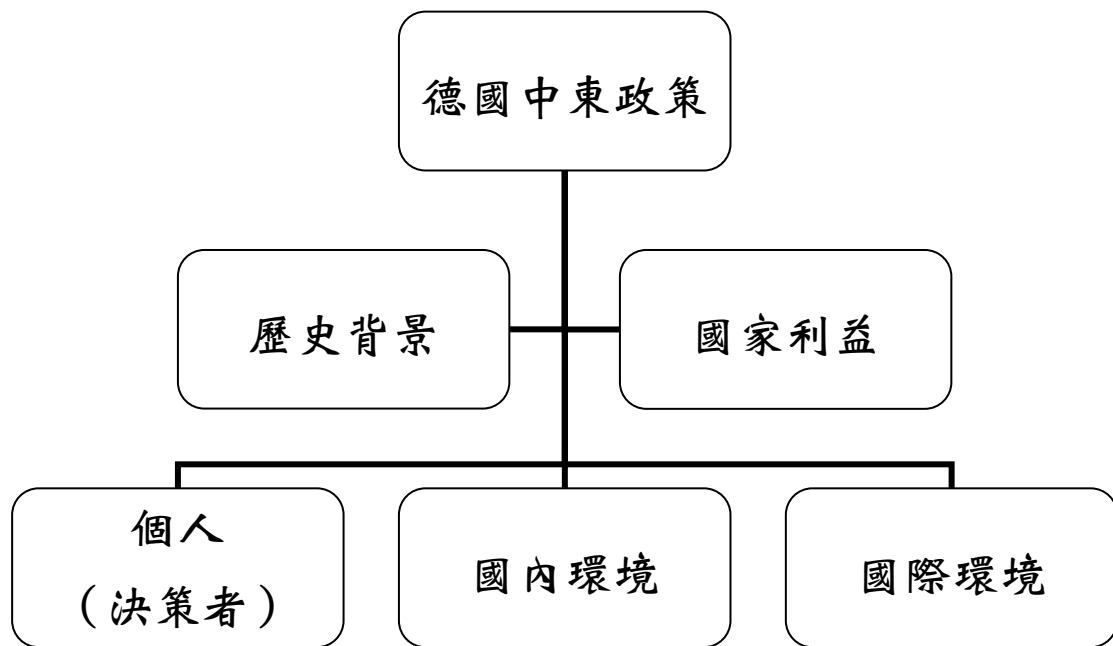 德國中東政策
歷史背景
國家利益
個人
（決策者）
國內環境
國際環境